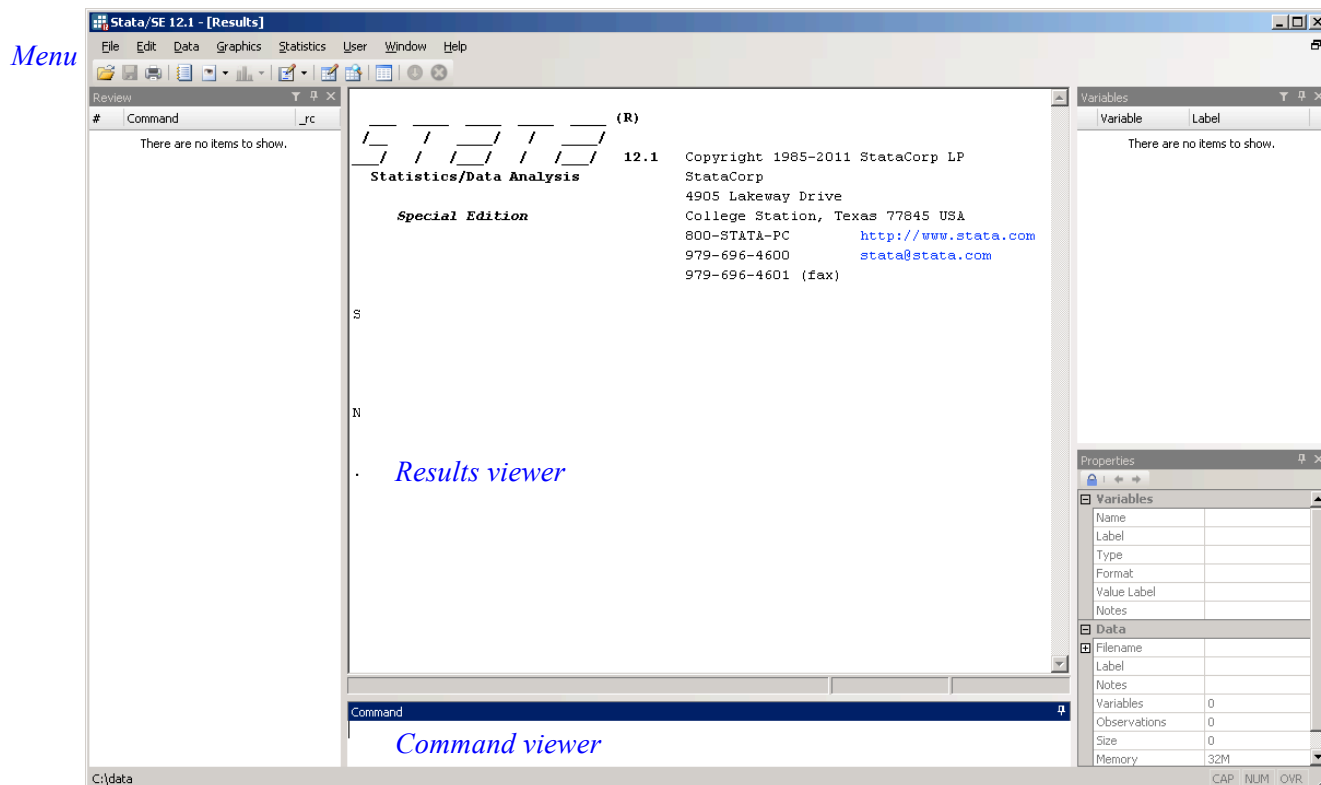 Stata/SE 12.1 - [Results]
Menu
File Edit Data Graphics Statistics User Window Help
Review
# Command _rc
There are no items to show.
(R)
Stata 12.1 Copyright 1985-2011 StataCorp LP
Statistics/Data Analysis StataCorp
4905 Lakeway Drive
Special Edition College Station, Texas 77845 USA
800-STATA-PC http://www.stata.com
979-696-4600 stata@stata.com
979-696-4601 (fax)
S
N
. Results viewer
Command
Command viewer
Variables
Variable Label
There are no items to show.
Properties
Variables
Name
Label
Type
Format
Value Label
Notes
Data
Filename
Label
Notes
Variables 0
Observations 0
Size 0
Memory 32M
C:\data CAP NUM OVR